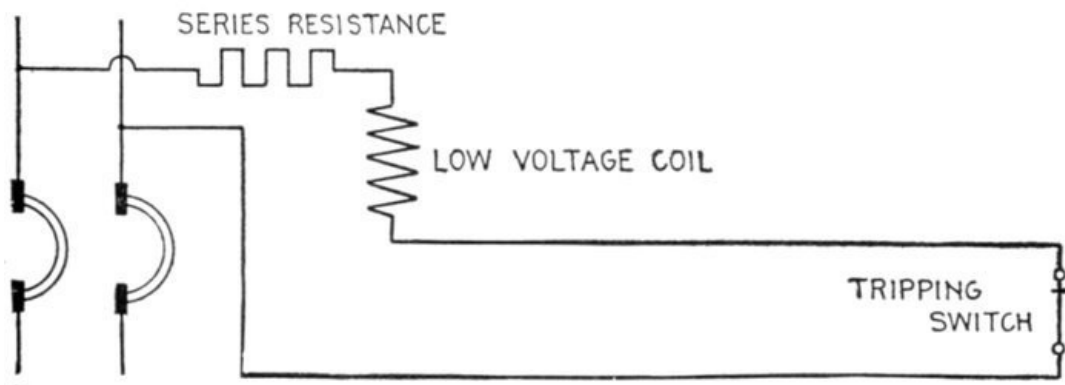 SERIES RESISTANCE
LOW VOLTAGE COIL
TRIPPING
SWITCH